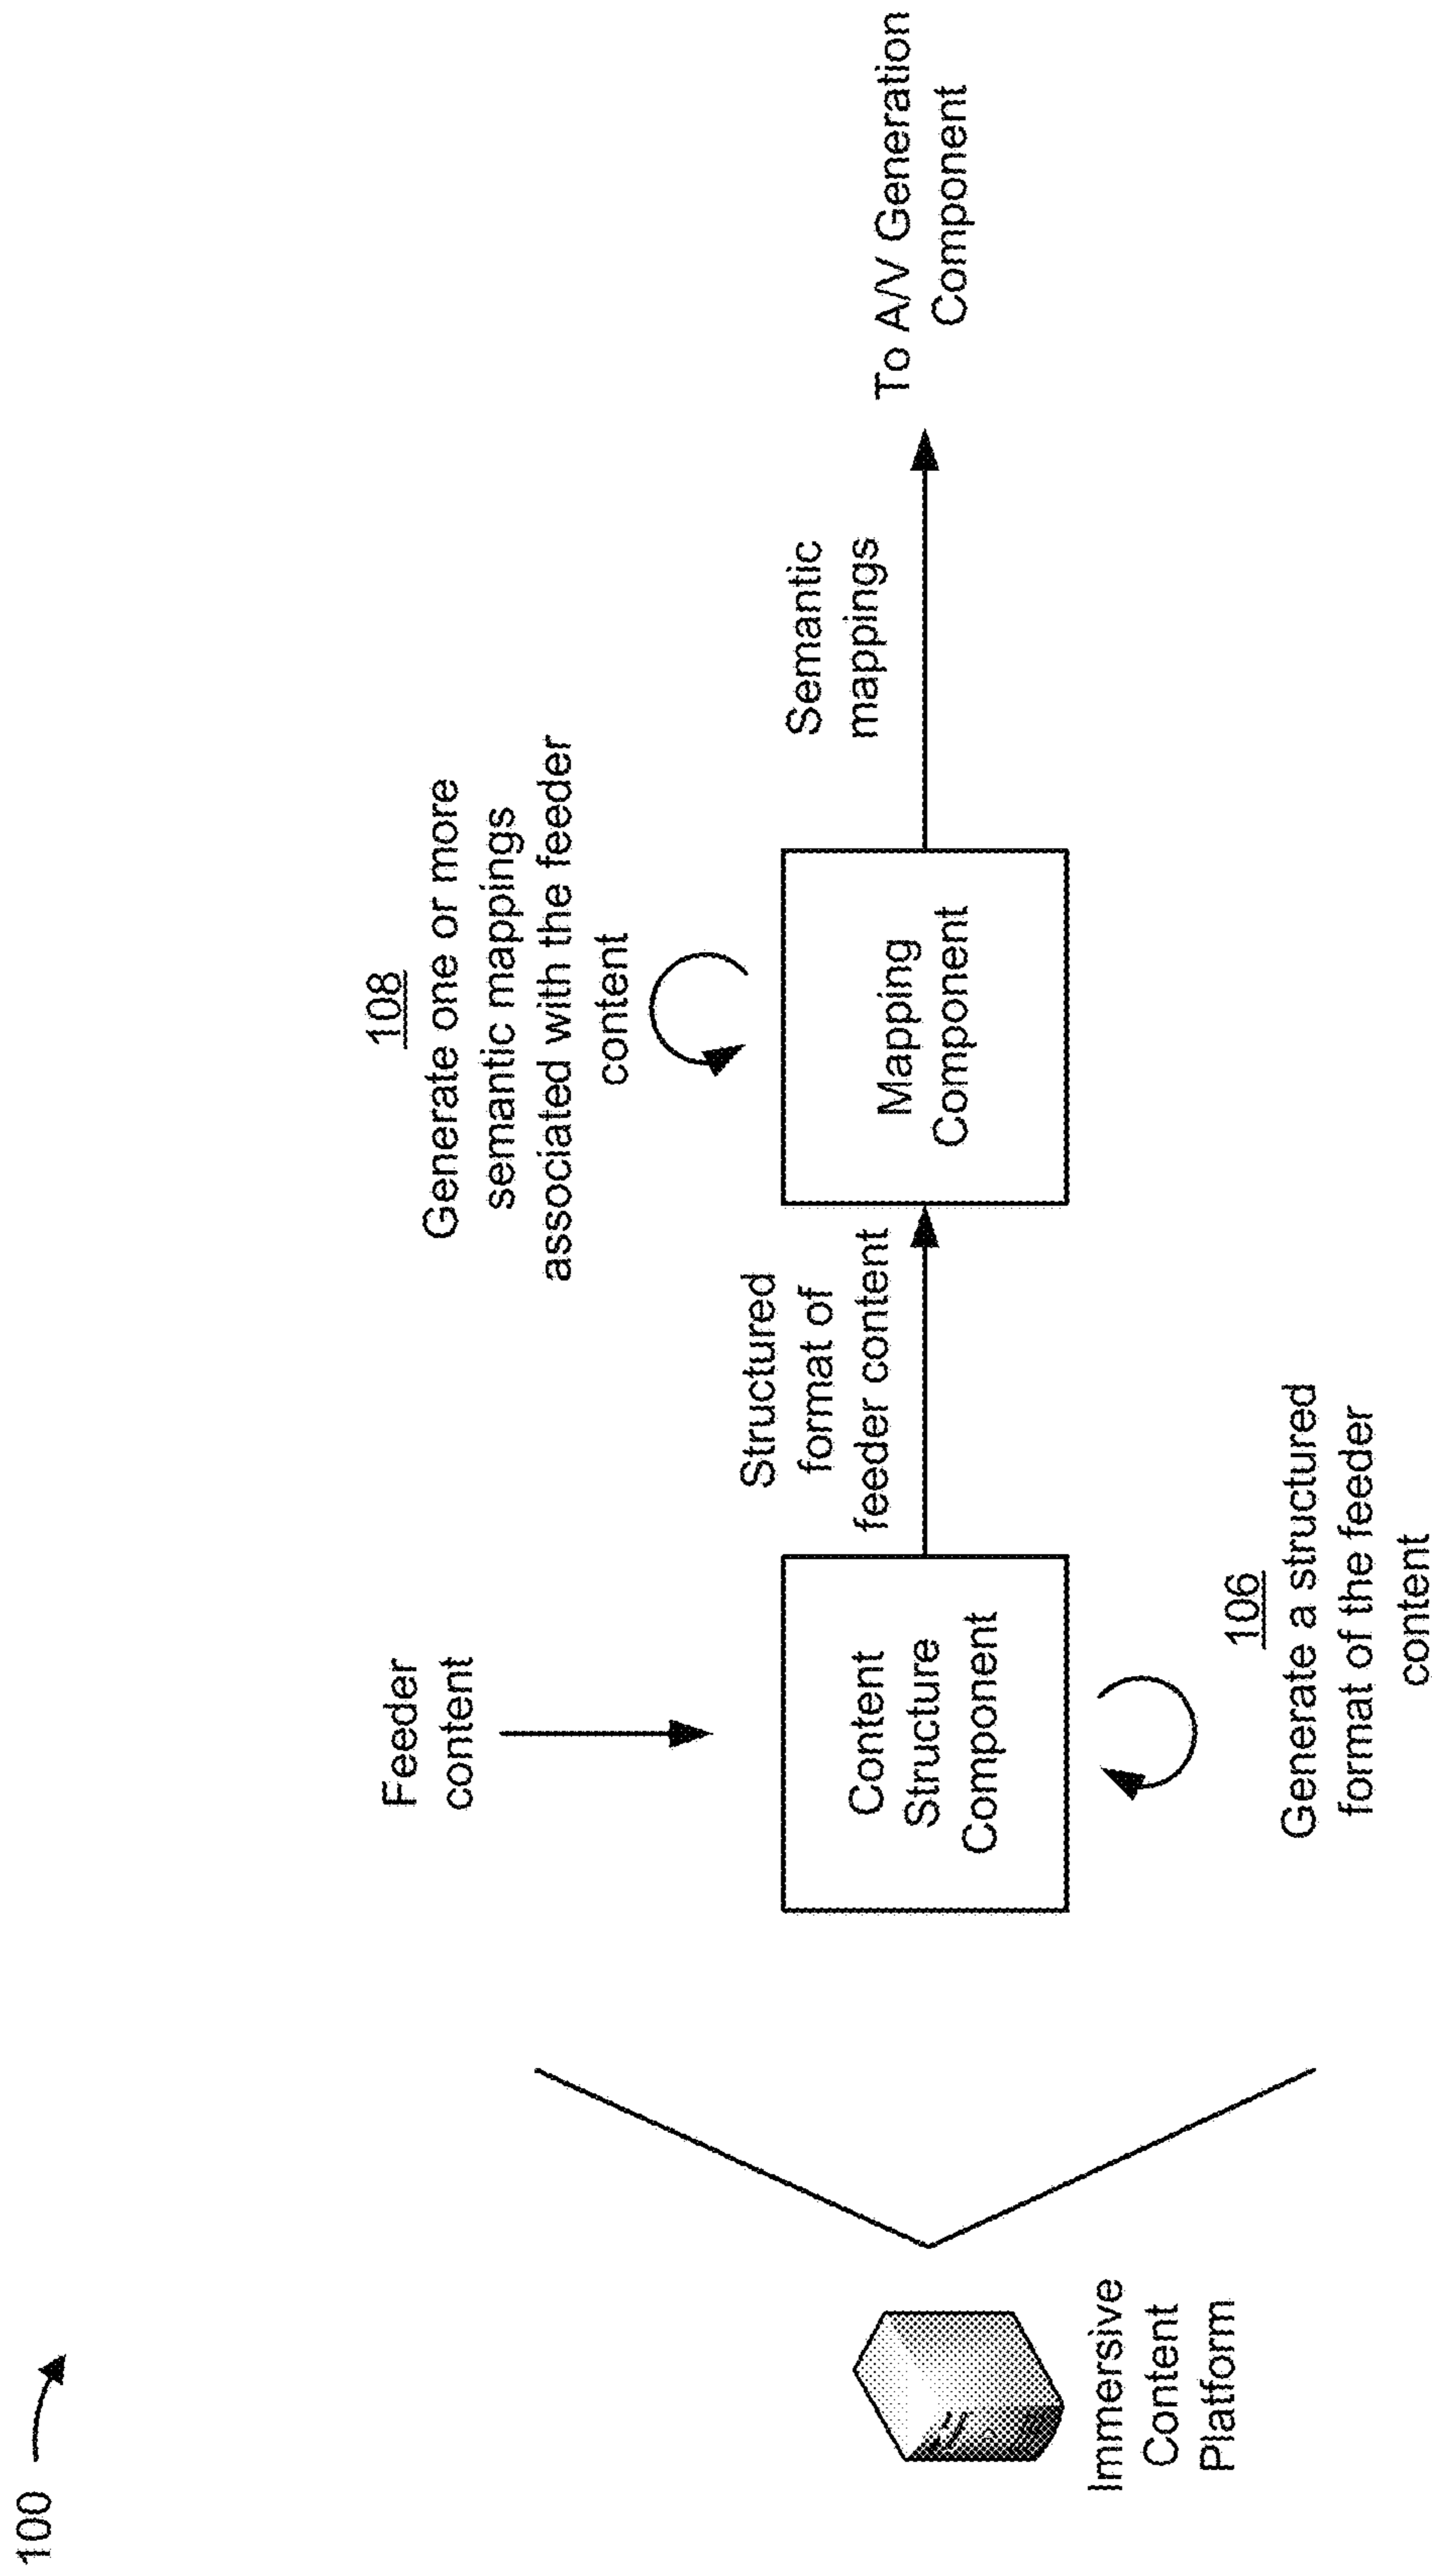 100
Feeder
content
108
Generate one or more
semantic mappings
associated with the feeder
content
Immersive
Content
Platform
Content
Structure
Component
Structured
format of
feeder content
Mapping
Component
Semantic
mappings
To A/V Generation
Component
106
Generate a structured
format of the feeder
content